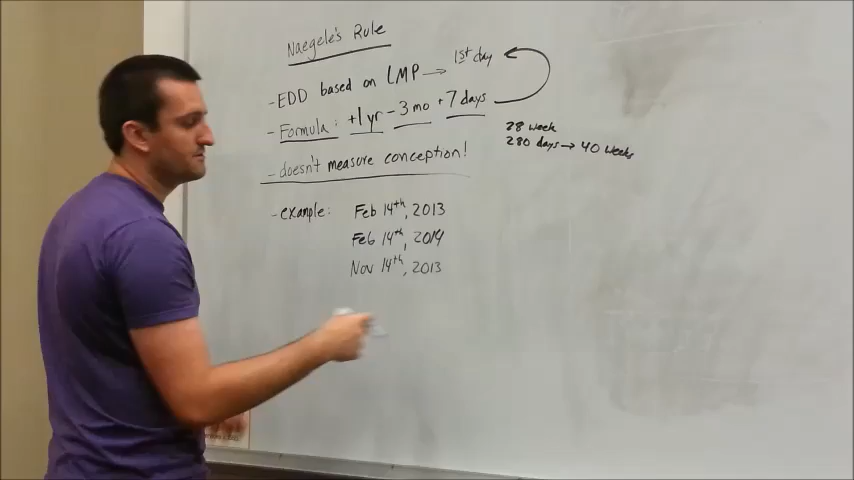 Naegele's Rule
- EDD based on LMP → 1st day
- Formula: +1 yr - 3 mo + 7 days
- doesn't measure conception!
28 week
280 days → 40 weeks
- example: Feb 14th, 2013
Feb 14th, 2014
Nov 14th, 2013